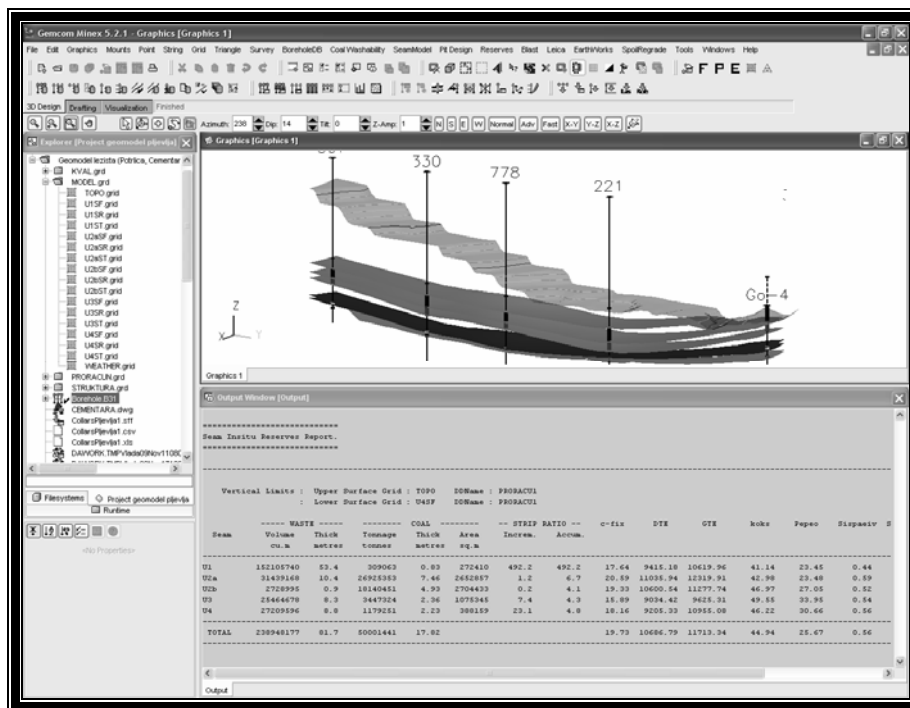 Gemcom Minex 5.2.1 - Graphics [Graphics 1]
File Edit Graphics Mounts Point String Grid Triangle Survey BoreholeDB Coal Washability SeamModel Pit Design Reserves Blast Leica EarthWorks SpoilRegrade Tools Windows Help
F P E
3D Design Drafting Visualization Finished
Azimuth: 238 Dip: 14 Tilt: 0 Z-Amp: 1 N S E W Normal Adv Fast X-Y Y-Z X-Z
Explorer [Project geomodel pljevlja]
Geomodel lezista (Potrlica, Cementar
KVAL.grd
MODEL.grd
TOPO.grid
U1SF.grid
U1SR.grid
U1ST.grid
U2aSF.grid
U2aSR.grid
U2aST.grid
U2bSF.grid
U2bSR.grid
U2bST.grid
U3SF.grid
U3SR.grid
U3ST.grid
U4SF.grid
U4SR.grid
U4ST.grid
WEATHER.grid
PRORACUN.grd
STRUKTURA.grd
Borehole.B31
CEMENTARA.dwg
CollarsPljevlja1.stf
CollarsPljevlja1.csv
CollarsPljevlja1.xls
Filesystems Project geomodel pljevlja
Runtime
<No Properties>
Graphics [Graphics 1]
330
778
221
Go-4
Z
X Y
Graphics 1
Output Window [Output]
============================
Seam Insitu Reserves Report.
============================
Vertical Limits : Upper Surface Grid : TOPO DDName : PRORACU1
: Lower Surface Grid : U4SF DDName : PRORACU1
----- WASTE ----- -------- COAL -------- -- STRIP RATIO -- c-fix DTE GTE koks Pepeo Sispaeiv S
Seam Volume Thick Tonnage Thick Area Increm. Accum.
cu.m metres tonnes metres sq.m
U1 152105740 53.4 309063 0.83 272410 492.2 492.2 17.64 9415.18 10619.96 41.14 23.45 0.44
U2a 31439168 10.4 26925353 7.46 2652857 1.2 6.7 20.59 11035.94 12319.91 42.98 23.48 0.59
U2b 2728995 0.9 18140451 4.93 2704433 0.2 4.1 19.33 10600.54 11277.74 46.97 27.05 0.52
U3 25464678 8.3 3447324 2.36 1075345 7.4 4.3 15.89 9034.42 9625.31 49.55 33.95 0.54
U4 27209596 8.8 1179251 2.23 388159 23.1 4.8 18.16 9205.33 10955.08 46.22 30.66 0.56
TOTAL 238948177 81.7 50001441 17.82 19.73 10686.79 11713.34 44.94 25.67 0.56
Output